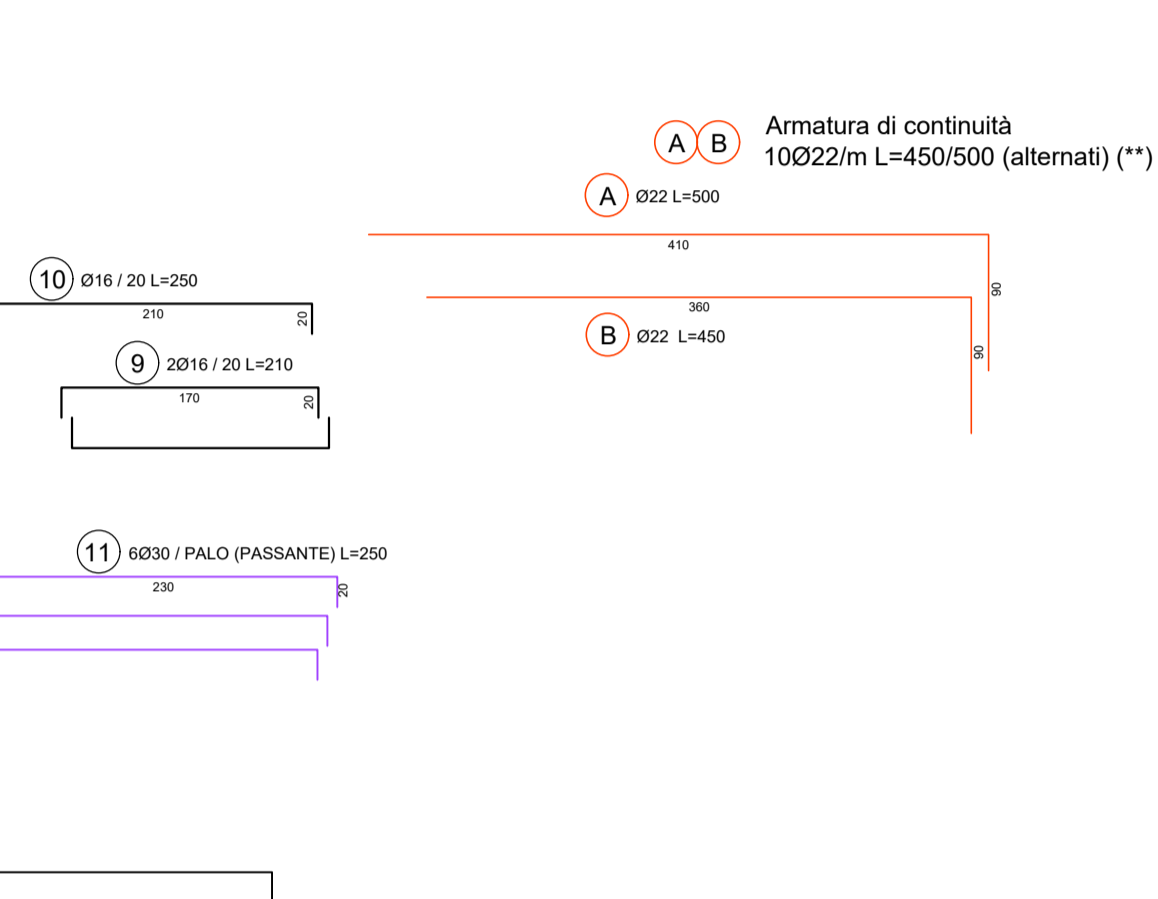 A B Armatura di continuità
10Ø22/m L=450/500 (alternati) (**)
A Ø22 L=500
410
90
360
90
B Ø22 L=450
10 Ø16 / 20 L=250
210
20
9 2Ø16 / 20 L=210
170
20
11 6Ø30 / PALO (PASSANTE) L=250
230
20